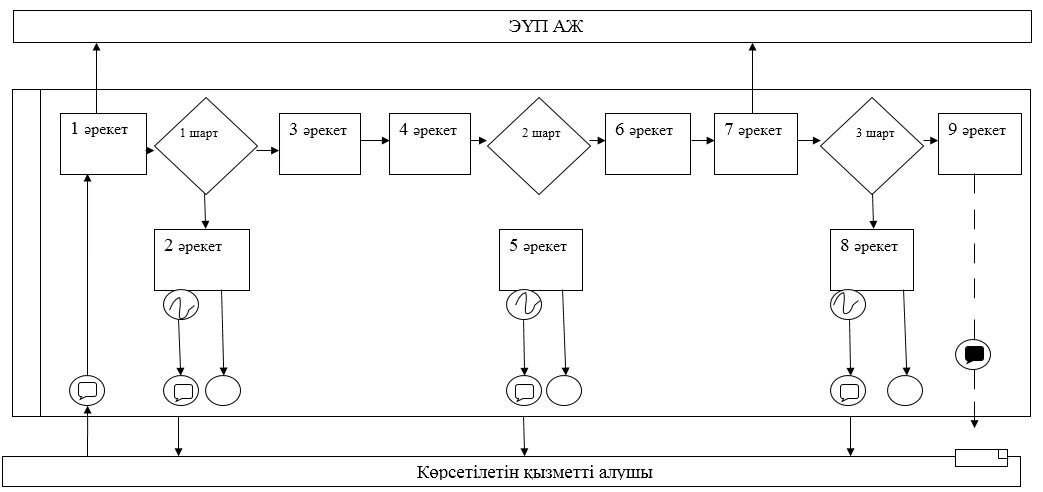 ЭҮП АЖ
1 әрекет
1 шарт
3 әрекет
4 әрекет
2 шарт
6 әрекет
7 әрекет
3 шарт
9 әрекет
2 әрекет
5 әрекет
8 әрекет
Көрсетілетін қызметті алушы